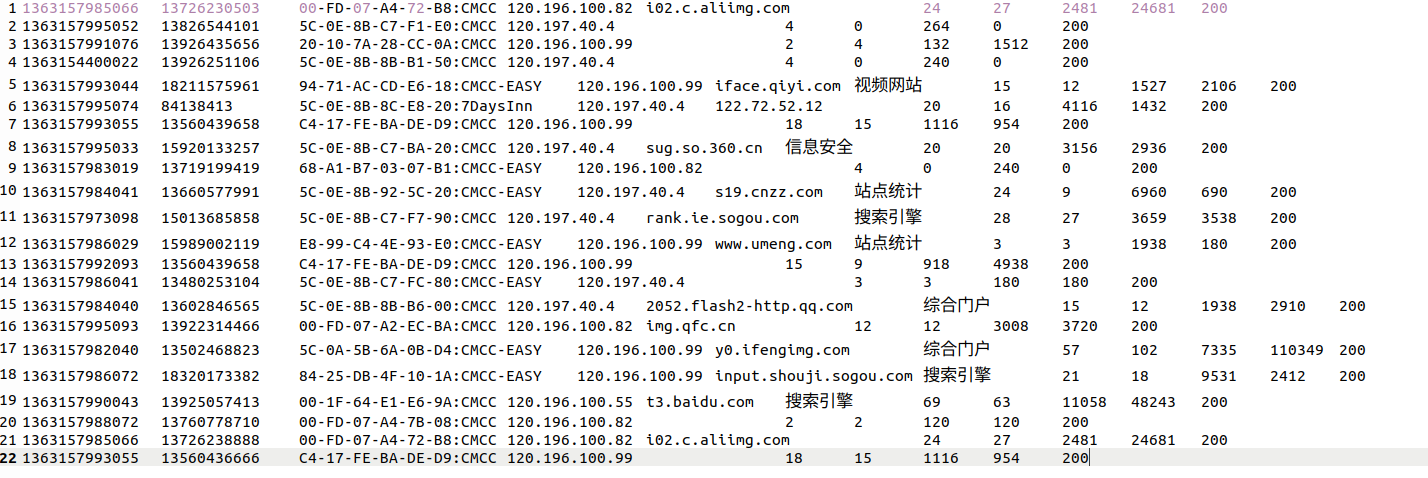 1 1363157985066 13726230503 00-FD-07-A4-72-B8:CMCC 120.196.100.82 i02.c.aliimg.com 24 27 2481 24681 200
2 1363157995052 13826544101 5C-0E-8B-C7-F1-E0:CMCC 120.197.40.4 4 0 264 0 200
3 1363157991076 13926435656 20-10-7A-28-CC-0A:CMCC 120.196.100.99 2 4 132 1512 200
4 1363154400022 13926251106 5C-0E-8B-8B-B1-50:CMCC 120.197.40.4 4 0 240 0 200
5 1363157993044 18211575961 94-71-AC-CD-E6-18:CMCC-EASY 120.196.100.99 iface.qiyi.com 视频网站 15 12 1527 2106 200
6 1363157995074 84138413 5C-0E-8B-8C-E8-20:7DaysInn 120.197.40.4 122.72.52.12 20 16 4116 1432 200
7 1363157993055 13560439658 C4-17-FE-BA-DE-D9:CMCC 120.196.100.99 18 15 1116 954 200
8 1363157995033 15920133257 5C-0E-8B-C7-BA-20:CMCC 120.197.40.4 sug.so.360.cn 信息安全 20 20 3156 2936 200
9 1363157983019 13719199419 68-A1-B7-03-07-B1:CMCC-EASY 120.196.100.82 4 0 240 0 200
10 1363157984041 13660577991 5C-0E-8B-92-5C-20:CMCC-EASY 120.197.40.4 s19.cnzz.com 站点统计 24 9 6960 690 200
11 1363157973098 15013685858 5C-0E-8B-C7-F7-90:CMCC 120.197.40.4 rank.ie.sogou.com 搜索引擎 28 27 3659 3538 200
12 1363157986029 15989002119 E8-99-C4-4E-93-E0:CMCC-EASY 120.196.100.99 www.umeng.com 站点统计 3 3 1938 180 200
13 1363157992093 13560439658 C4-17-FE-BA-DE-D9:CMCC 120.196.100.99 15 9 918 4938 200
14 1363157986041 13480253104 5C-0E-8B-C7-FC-80:CMCC-EASY 120.197.40.4 3 3 180 180 200
15 1363157984040 13602846565 5C-0E-8B-8B-B6-00:CMCC 120.197.40.4 2052.flash2-http.qq.com 综合门户 15 12 1938 2910 200
16 1363157995093 13922314466 00-FD-07-A2-EC-BA:CMCC 120.196.100.82 img.qfc.cn 12 12 3008 3720 200
17 1363157982040 13502468823 5C-0A-5B-6A-0B-D4:CMCC-EASY 120.196.100.99 y0.ifengimg.com 综合门户 57 102 7335 110349 200
18 1363157986072 18320173382 84-25-DB-4F-10-1A:CMCC-EASY 120.196.100.99 input.shouji.sogou.com 搜索引擎 21 18 9531 2412 200
19 1363157990043 13925057413 00-1F-64-E1-E6-9A:CMCC 120.196.100.55 t3.baidu.com 搜索引擎 69 63 11058 48243 200
20 1363157988072 13760778710 00-FD-07-A4-7B-08:CMCC 120.196.100.82 2 2 120 120 200
21 1363157985066 13726238888 00-FD-07-A4-72-B8:CMCC 120.196.100.82 i02.c.aliimg.com 24 27 2481 24681 200
22 1363157993055 13560436666 C4-17-FE-BA-DE-D9:CMCC 120.196.100.99 18 15 1116 954 200